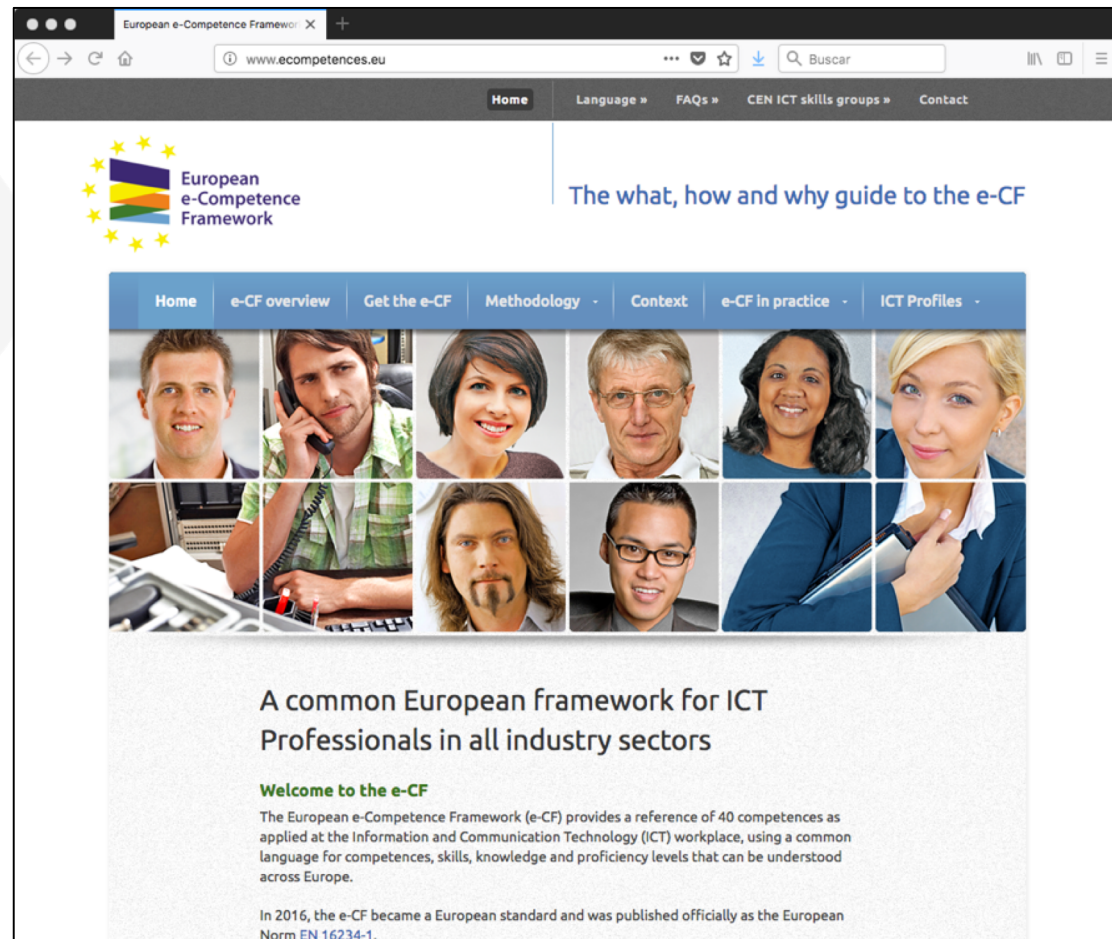 European e-Competence Framewor
www.ecompetences.eu
Buscar
Home Language » FAQs » CEN ICT skills groups » Contact
European
e-Competence
Framework
The what, how and why guide to the e-CF
Home e-CF overview Get the e-CF Methodology Context e-CF in practice ICT Profiles
A common European framework for ICT
Professionals in all industry sectors
Welcome to the e-CF
The European e-Competence Framework (e-CF) provides a reference of 40 competences as
applied at the Information and Communication Technology (ICT) workplace, using a common
language for competences, skills, knowledge and proficiency levels that can be understood
across Europe.
In 2016, the e-CF became a European standard and was published officially as the European
Norm EN 16234-1.